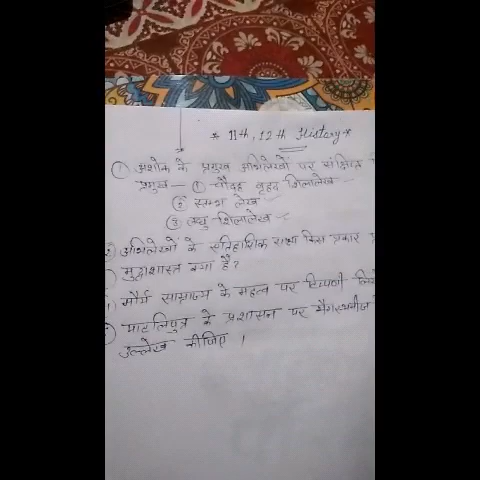 * 11th, 12th History *
① अशोक के प्रमुख अभिलेखों पर संक्षिप्त
प्रमुख — ① चौदह वृहत शिलालेख
② स्तम्भ लेख
③ लघु शिलालेख
अभिलेखों के ऐतिहासिक साक्ष्य किस प्रकार
मुद्राशास्त्र क्या है?
मौर्य साम्राज्य के महत्व पर टिप्पणी
पाटलिपुत्र के प्रशासन पर मैगस्थनीज
उल्लेख कीजिए ।